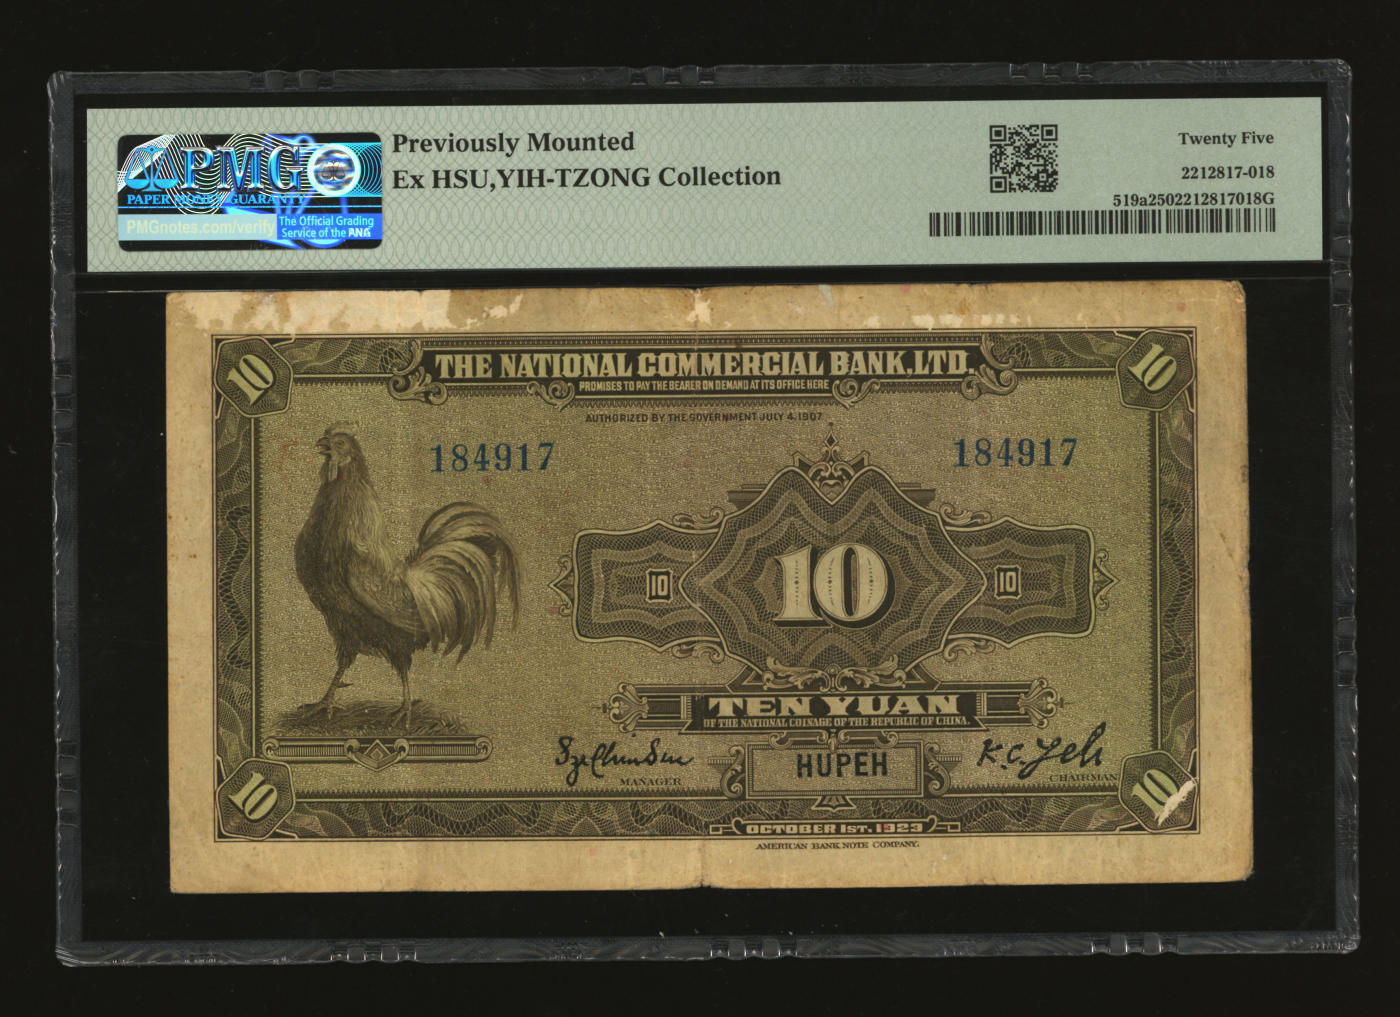 Previously Mounted
Ex HSU,YIH-TZONG Collection
PMG
PAPER MONEY GUARANTY
PMGnotes.com/verify
The Official Grading
Service of the ANA
Twenty Five
2212817-018
519a2502212817018G
10
10
THE NATIONAL COMMERCIAL BANK, LTD.
PROMISES TO PAY THE BEARER ON DEMAND AT ITS OFFICE HERE
AUTHORIZED BY THE GOVERNMENT JULY 4, 1907
184917
184917
10
10
10
TEN YUAN
OF THE NATIONAL COINAGE OF THE REPUBLIC OF CHINA.
MANAGER
HUPEH
K.C. Yeh
CHAIRMAN
10
10
OCTOBER 1ST. 1923
AMERICAN BANK NOTE COMPANY.